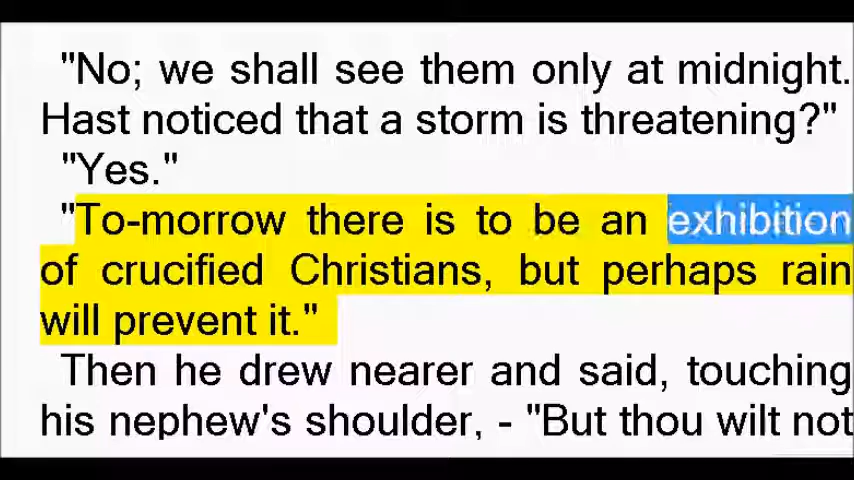 "No; we shall see them only at midnight.
Hast noticed that a storm is threatening?"
"Yes."
"To-morrow there is to be an exhibition
of crucified Christians, but perhaps rain
will prevent it."
Then he drew nearer and said, touching
his nephew's shoulder, - "But thou wilt not